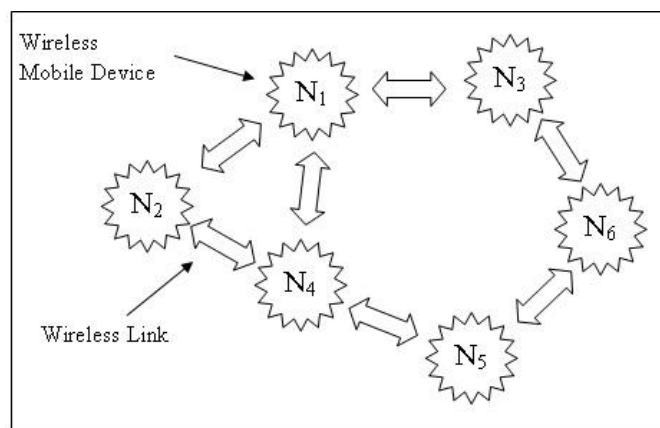 Wireless
Mobile Device
N₁
N₃
N₂
N₆
N₄
Wireless Link
N₅